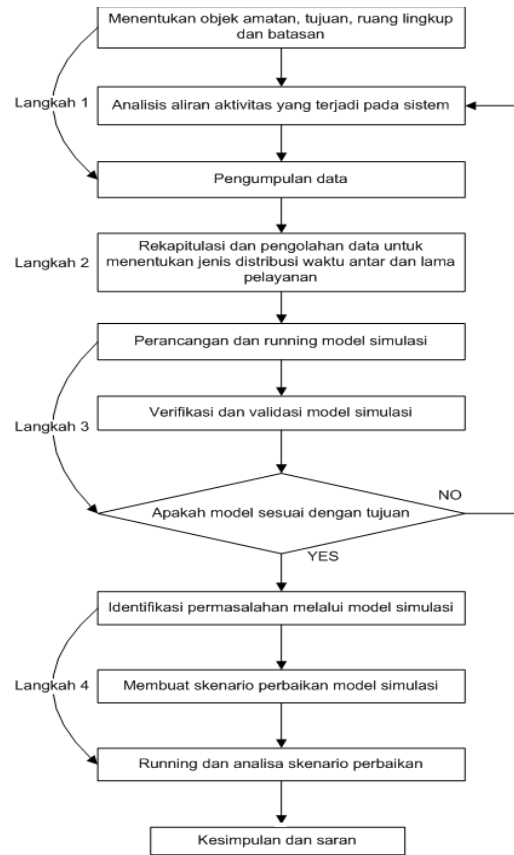 Menentukan objek amatan, tujuan, ruang lingkup
dan batasan
Langkah 1
Analisis aliran aktivitas yang terjadi pada sistem
Pengumpulan data
Langkah 2
Rekapitulasi dan pengolahan data untuk
menentukan jenis distribusi waktu antar dan lama
pelayanan
Perancangan dan running model simulasi
Langkah 3
Verifikasi dan validasi model simulasi
Apakah model sesuai dengan tujuan
NO
YES
Identifikasi permasalahan melalui model simulasi
Langkah 4
Membuat skenario perbaikan model simulasi
Running dan analisa skenario perbaikan
Kesimpulan dan saran